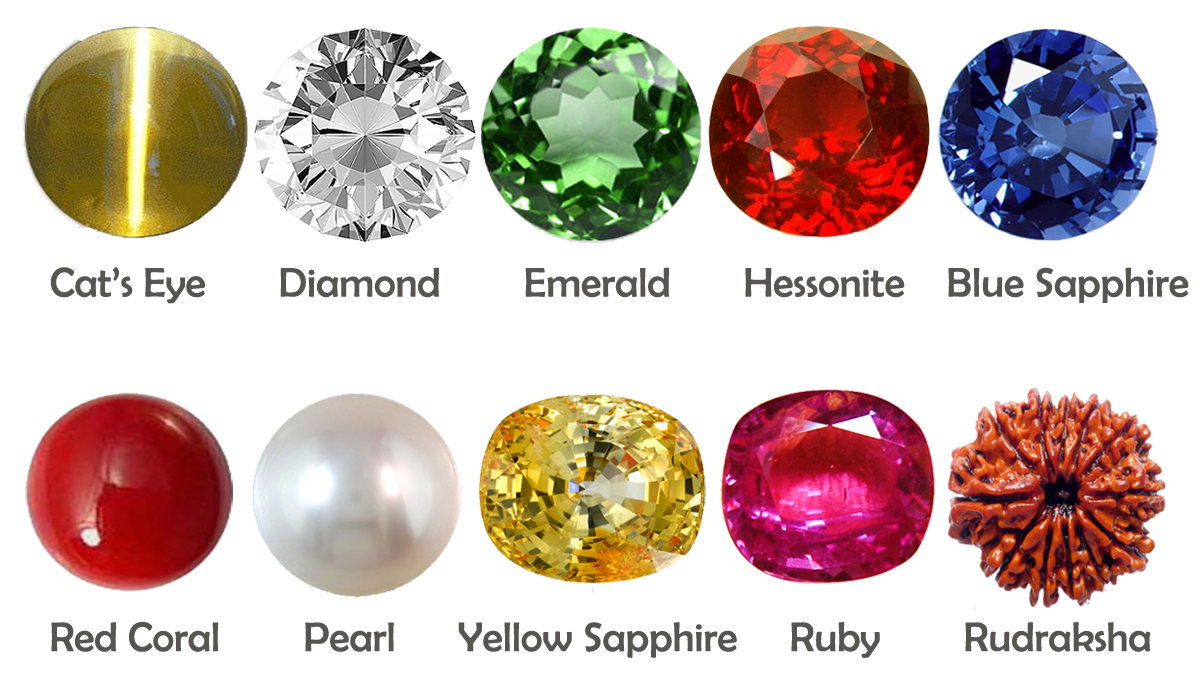 Cat's Eye Diamond Emerald Hessonite Blue Sapphire
Red Coral Pearl Yellow Sapphire Ruby Rudraksha